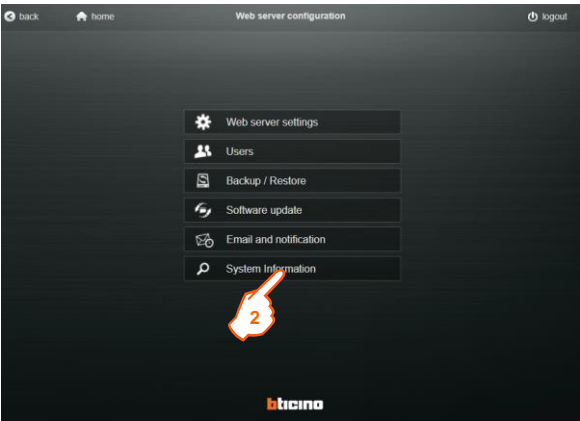 back home Web server configuration logout
Web server settings
Users
Backup / Restore
Software update
Email and notification
System Information
2
bticino